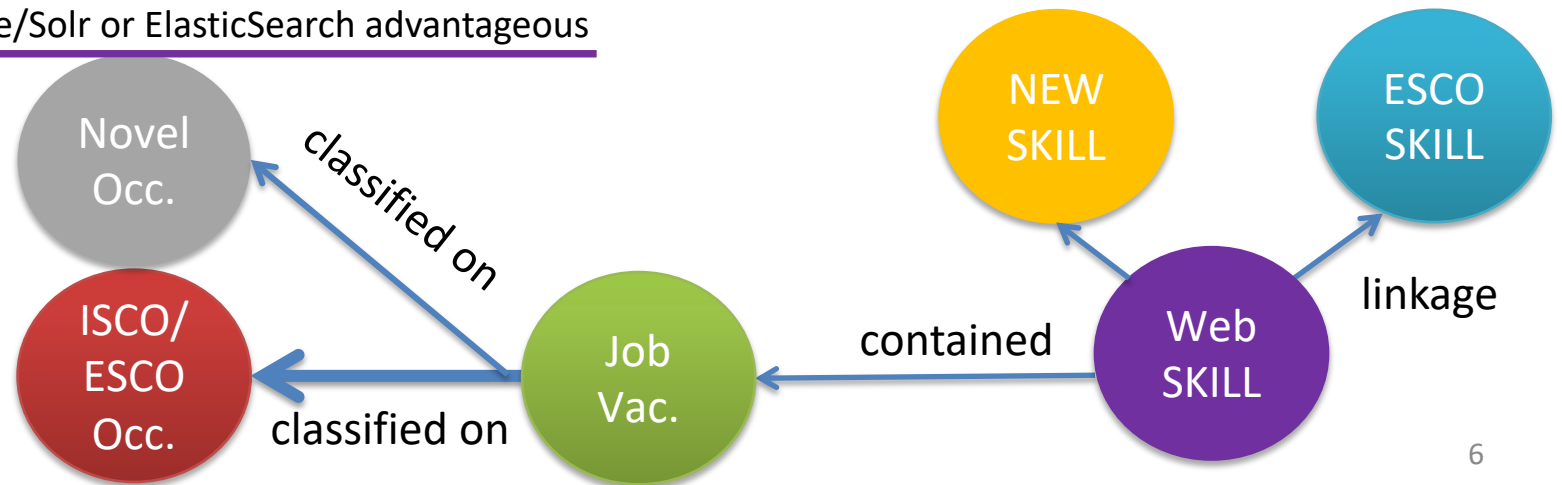 e/Solr or ElasticSearch advantageous
Novel
Occ.
classified on
ISCO/
ESCO
Occ.
classified on
Job
Vac.
contained
NEW
SKILL
ESCO
SKILL
Web
SKILL
linkage
6